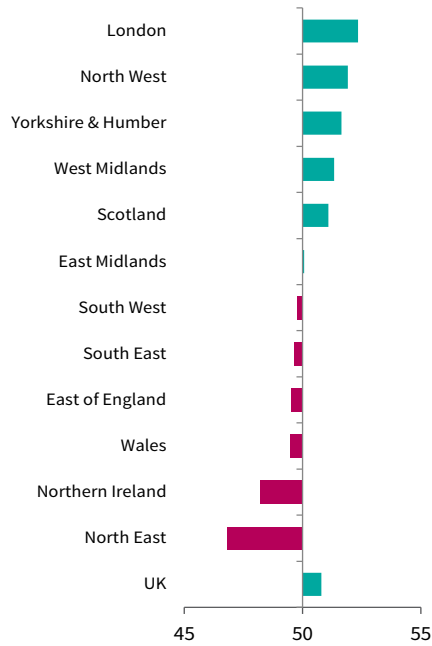 London
North West
Yorkshire & Humber
West Midlands
Scotland
East Midlands
South West
South East
East of England
Wales
Northern Ireland
North East
UK
45 50 55